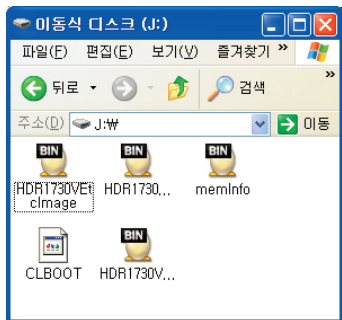 이동식 디스크 (J:)
파일(F) 편집(E) 보기(V) 즐겨찾기 »
뒤로 검색 »
주소(D) J:₩ 이동
BIN BIN BIN
HDR1730VEt HDR1730,,, memInfo
cImage
BIN
CLBOOT HDR1730V,,,